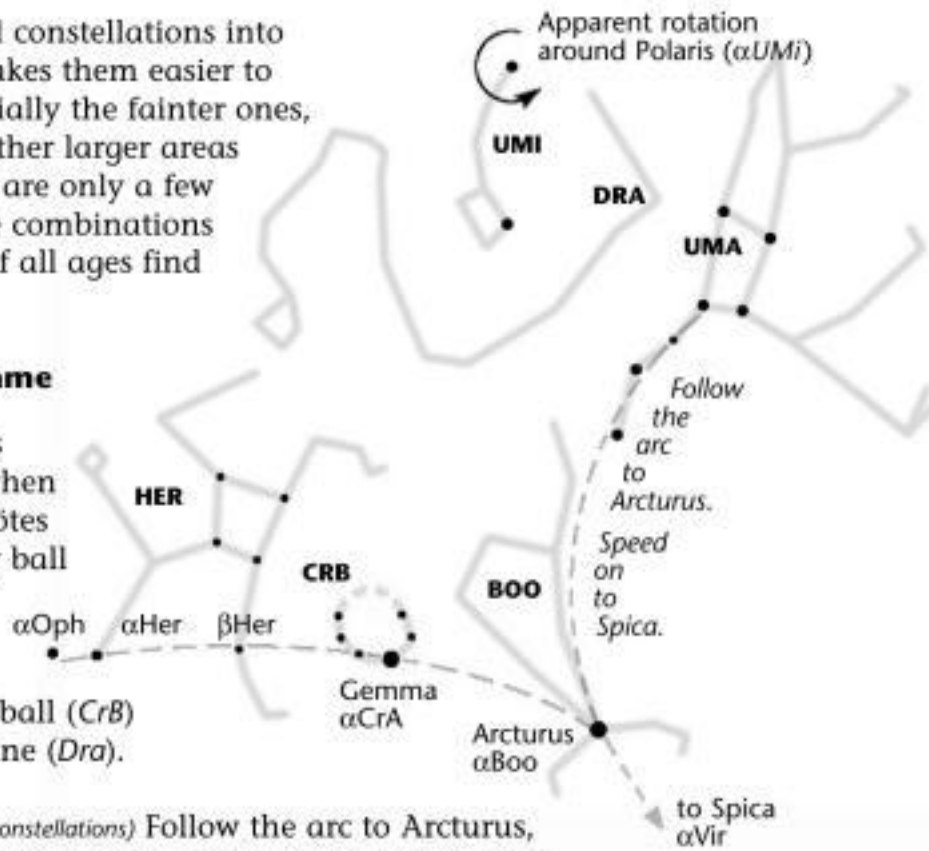 l constellations into
akes them easier to
ially the fainter ones,
ther larger areas
are only a few
combinations
f all ages find
ame
hen
ötes
ball
ball (CrB)
ne (Dra).
onstellations) Follow the arc to Arcturus,
Apparent rotation
around Polaris (αUMi)
UMI
DRA
UMA
HER
CRB
BOO
Follow
the
arc
to
Arcturus.
Speed
on
to
Spica.
αOph αHer βHer
Gemma
αCrA
Arcturus
αBoo
to Spica
αVir